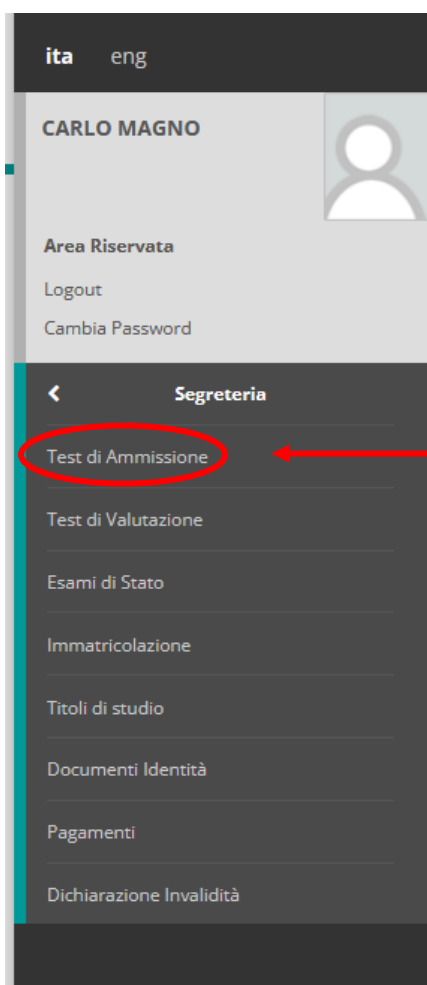 ita eng
CARLO MAGNO
Area Riservata
Logout
Cambia Password
Segreteria
Test di Ammissione
Test di Valutazione
Esami di Stato
Immatricolazione
Titoli di studio
Documenti Identità
Pagamenti
Dichiarazione Invalidità